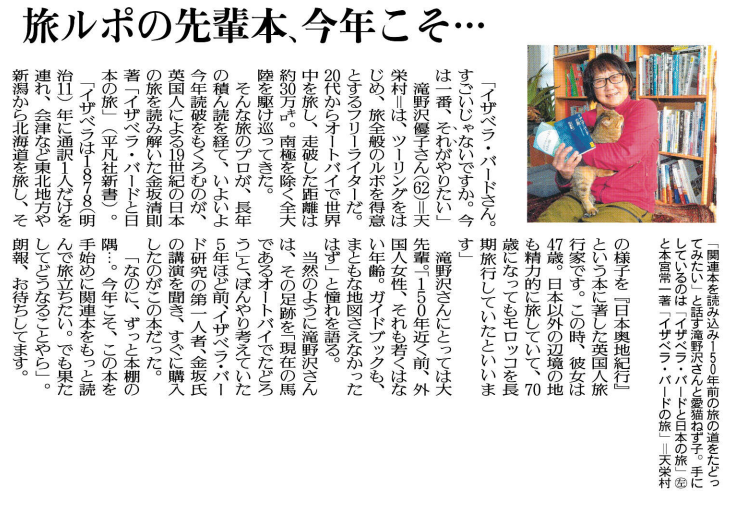 旅ルポの先輩本、今年こそ…
「イザベラ・バードさん。
すごいじゃないですか。今
は一番、それがやりたい」
滝野沢優子さん(62)＝天
栄村＝は、ツーリングをは
じめ、旅全般のルポを得意
とするフリーライターだ。
20代からオートバイで世界
中を旅し、走破した距離は
約30万㌔。南極を除く全大
陸を駆け巡ってきた。
そんな旅のプロが、長年
の積ん読を経て、いよいよ
今年読破をもくろむのが、
英国人による19世紀の日本
の旅を読み解いた金坂清則
著「イザベラ・バードと日
本の旅」（平凡社新書）。
「イザベラは1878(明
治11）年に通訳1人だけを
連れ、会津など東北地方や
新潟から北海道を旅し、そ
の様子を『日本奥地紀行』
という本に著した英国人旅
行家です。この時、彼女は
47歳。日本以外の辺境の地
も精力的に旅していて、70
歳になってもモロッコを長
期旅行していたといいま
す」
滝野沢さんにとっては大
先輩。「150年近く前、外
国人女性、それも若くはな
い年齢。ガイドブックも、
まともな地図さえなかった
はず」と憧れを語る。
当然のように滝野沢さん
は、その足跡を「現在の馬
であるオートバイでたどろ
う」と、ぼんやり考えていた
5年ほど前、イザベラ・バー
ド研究の第一人者、金坂氏
の講演を聞き、すぐに購入
したのがこの本だった。
「なのに、ずっと本棚の
隅…。今年こそ、この本を
手始めに関連本をもっと読
んで旅立ちたい。でも果た
してどうなることやら」。
朗報、お待ちしてます。
「関連本を読み込み150年前の旅の道をたどっ
てみたい」と話す滝野沢さんと愛猫ねず子。手に
しているのは「イザベラ・バードと日本の旅」㊧
と本宮常一著「イザベラ・バードの旅」＝天栄村